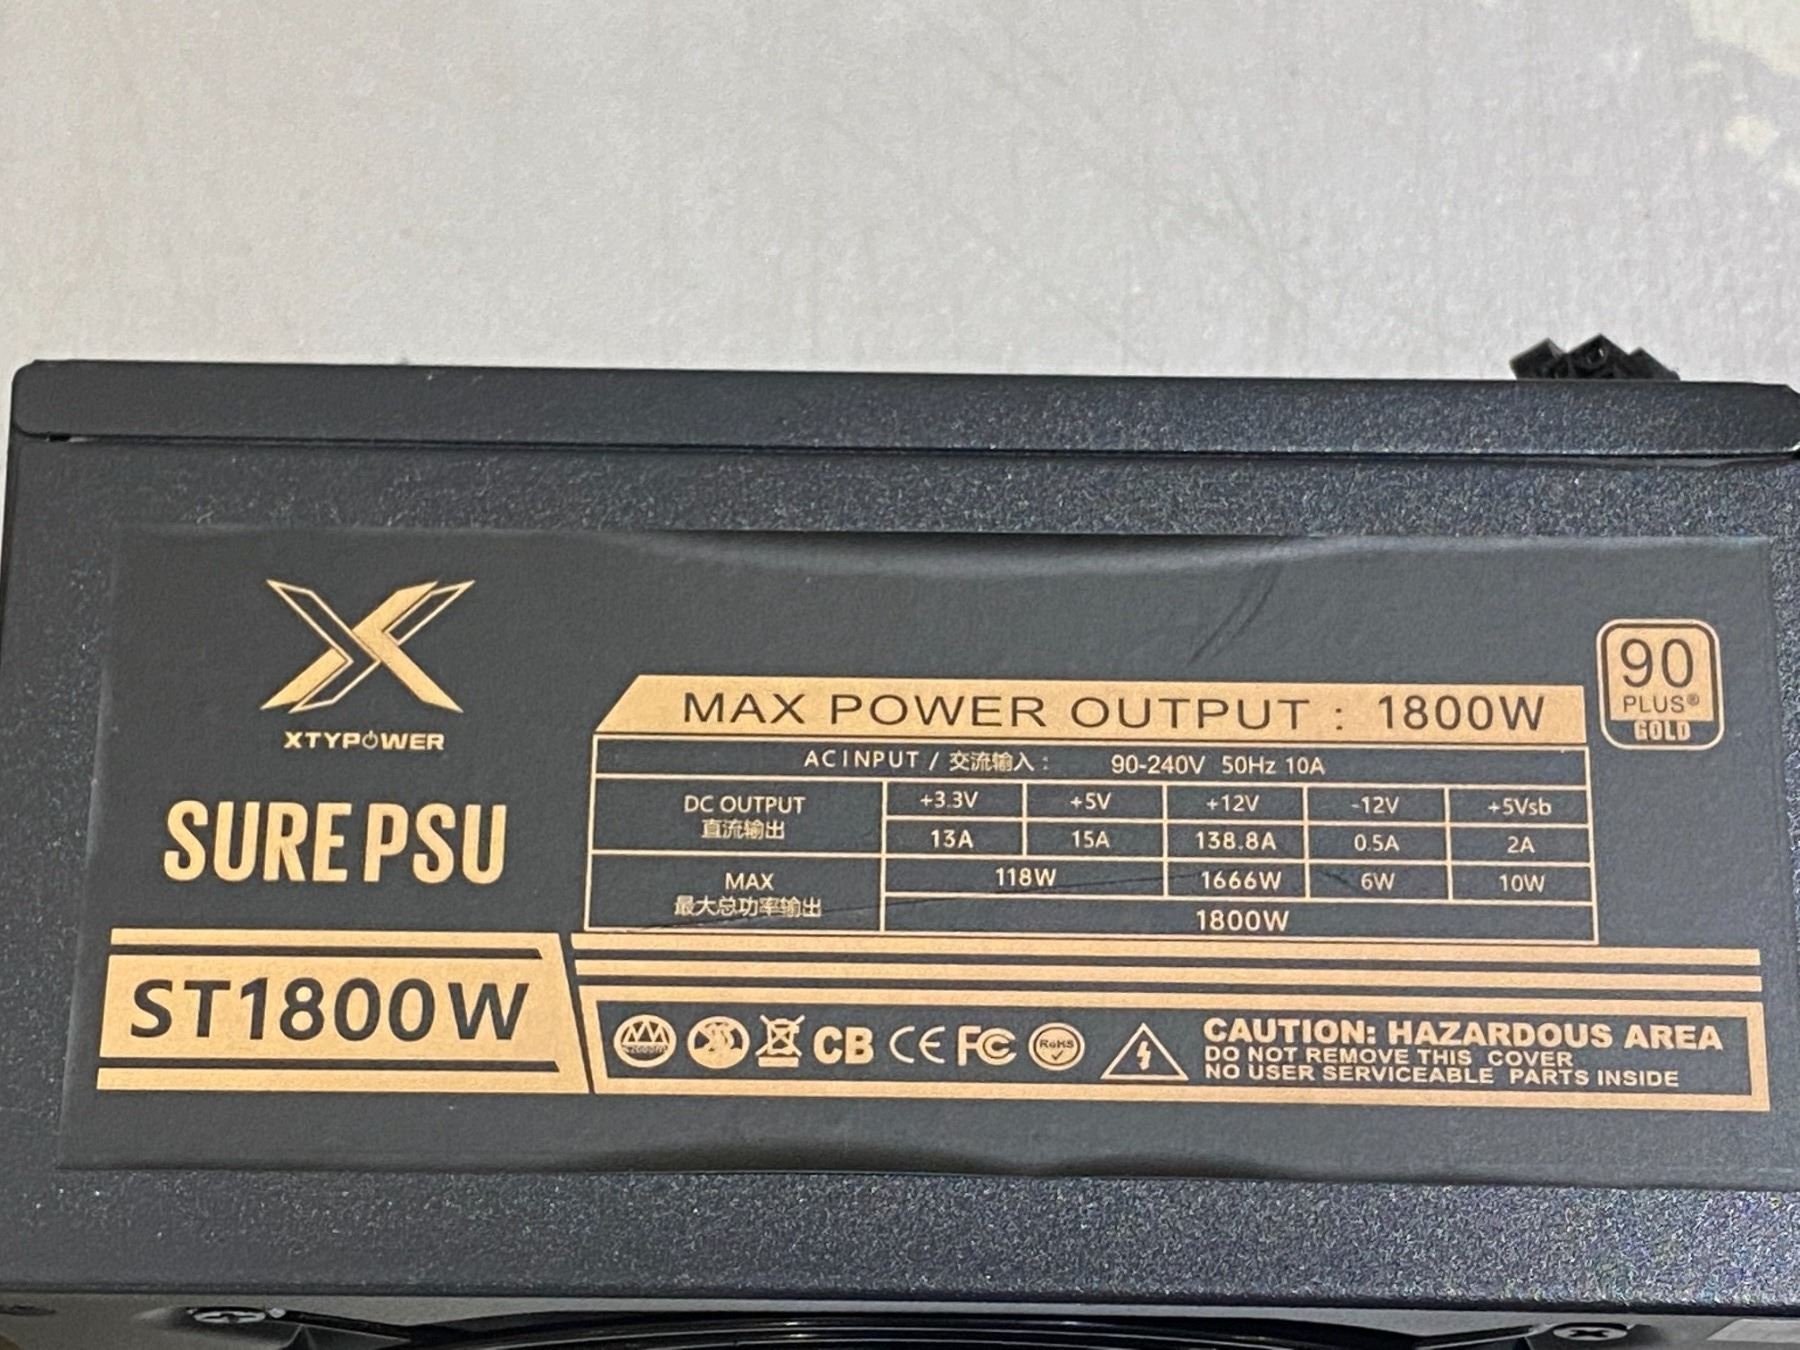 XTYPOWER
SURE PSU
ST1800W
MAX POWER OUTPUT : 1800W
90
PLUS®
GOLD
AC INPUT / 交流输入 : 90-240V 50Hz 10A
DC OUTPUT
直流输出
+3.3V +5V +12V -12V +5Vsb
13A 15A 138.8A 0.5A 2A
MAX
最大总功率输出
118W 1666W 6W 10W
1800W
CB CE FC RoHS
CAUTION: HAZARDOUS AREA
DO NOT REMOVE THIS COVER
NO USER SERVICEABLE PARTS INSIDE